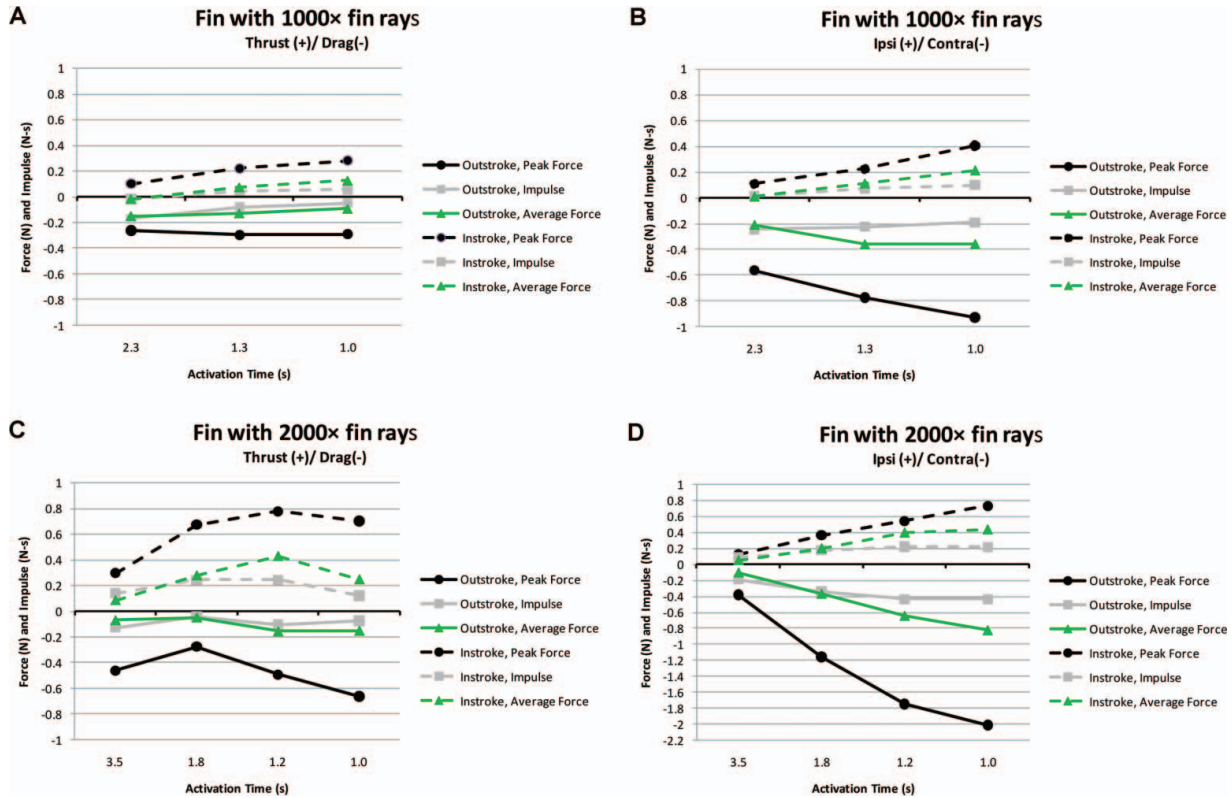 A
Fin with 1000× fin rays
Thrust (+)/ Drag(-)
Force (N) and Impulse (N-s)
1
0.8
0.6
0.4
0.2
0
-0.2
-0.4
-0.6
-0.8
-1
2.3
1.3
1.0
Activation Time (s)
Outstroke, Peak Force
Outstroke, Impulse
Outstroke, Average Force
Instroke, Peak Force
Instroke, Impulse
Instroke, Average Force
B
Fin with 1000× fin rays
Ipsi (+)/ Contra(-)
Force (N) and Impulse (N-s)
1
0.8
0.6
0.4
0.2
0
-0.2
-0.4
-0.6
-0.8
-1
2.3
1.3
1.0
Activation Time (s)
Outstroke, Peak Force
Outstroke, Impulse
Outstroke, Average Force
Instroke, Peak Force
Instroke, Impulse
Instroke, Average Force
C
Fin with 2000× fin rays
Thrust (+)/ Drag(-)
Force (N) and Impulse (N-s)
1
0.8
0.6
0.4
0.2
0
-0.2
-0.4
-0.6
-0.8
-1
3.5
1.8
1.2
1.0
Activation Time (s)
Outstroke, Peak Force
Outstroke, Impulse
Outstroke, Average Force
Instroke, Peak Force
Instroke, Impulse
Instroke, Average Force
D
Fin with 2000× fin rays
Ipsi (+)/ Contra(-)
Force (N) and Impulse (N-s)
1
0.8
0.6
0.4
0.2
0
-0.2
-0.4
-0.6
-0.8
-1
-1.2
-1.4
-1.6
-1.8
-2
-2.2
3.5
1.8
1.2
1.0
Activation Time (s)
Outstroke, Peak Force
Outstroke, Impulse
Outstroke, Average Force
Instroke, Peak Force
Instroke, Impulse
Instroke, Average Force